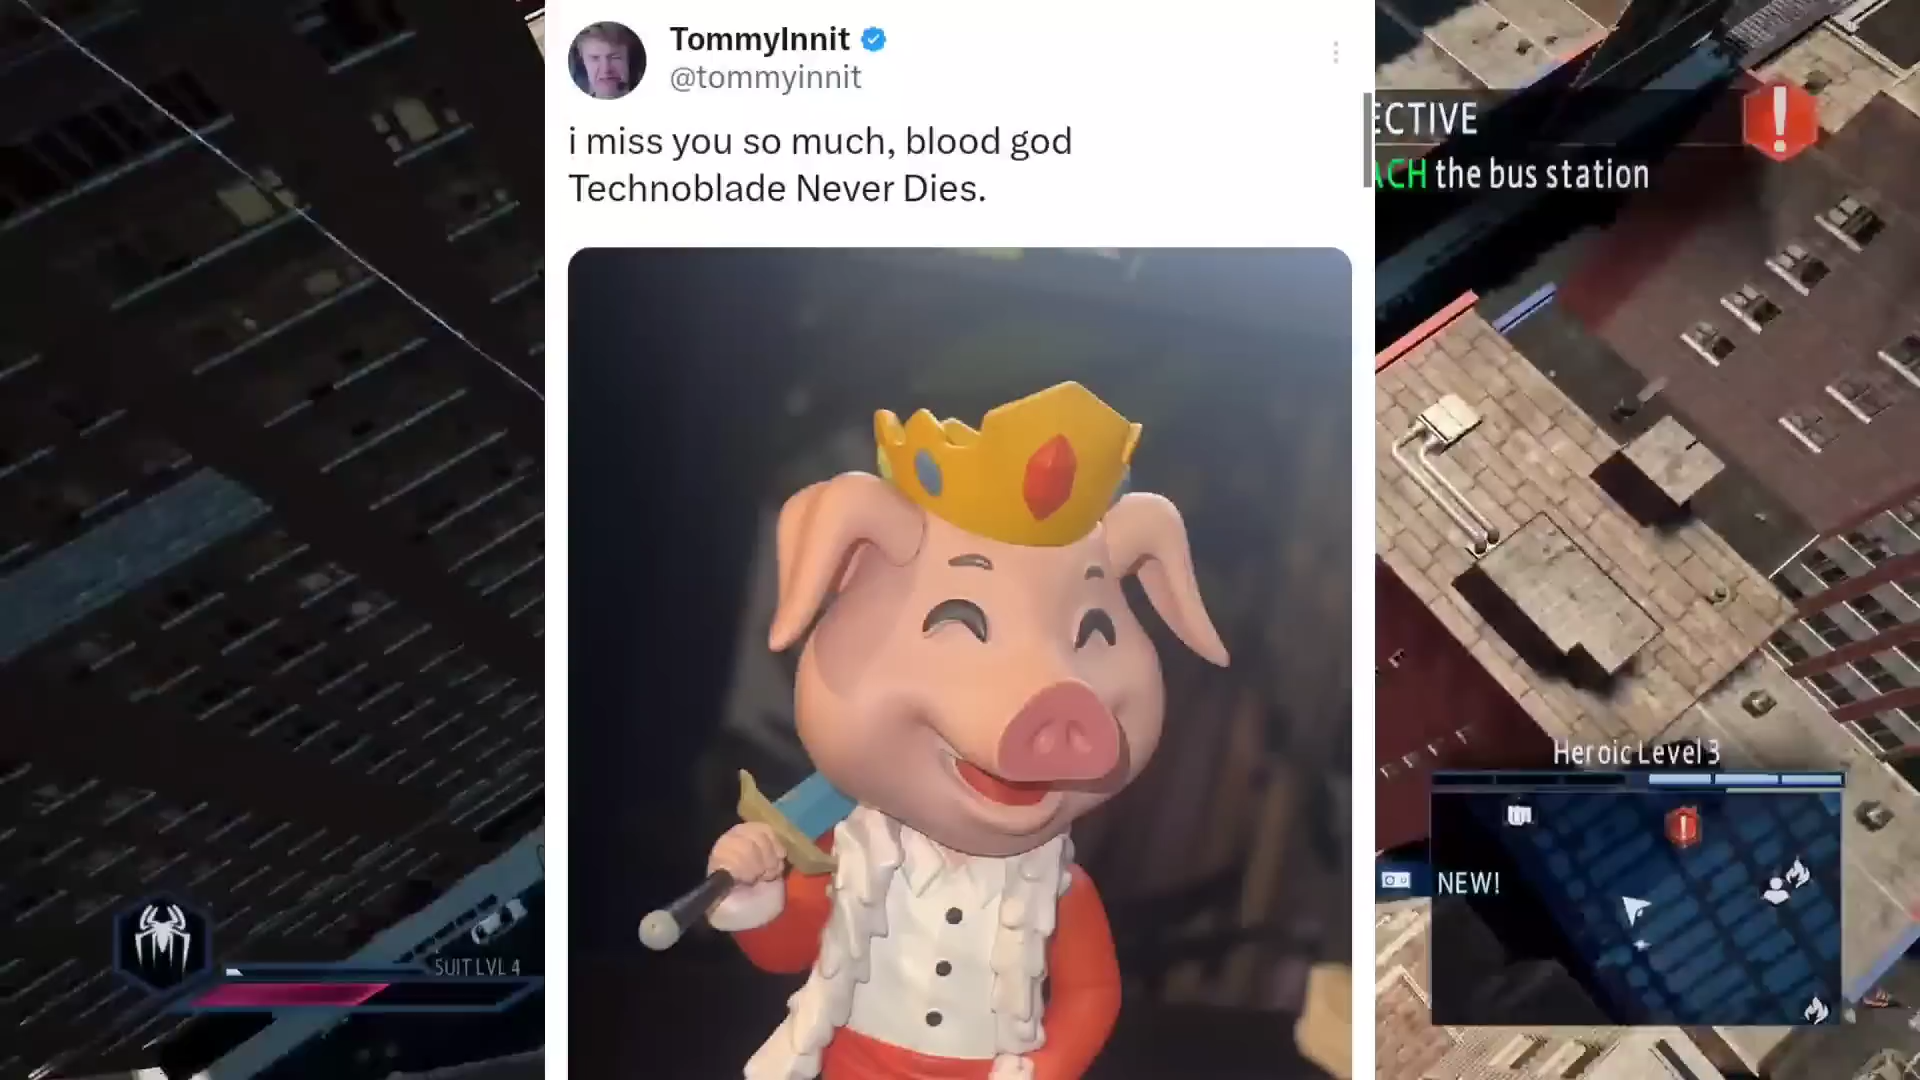 TommyInnit
@tommyinnit
i miss you so much, blood god
Technoblade Never Dies.
ECTIVE
ACH the bus station
Heroic Level 3
NEW!
SUIT LVL 4